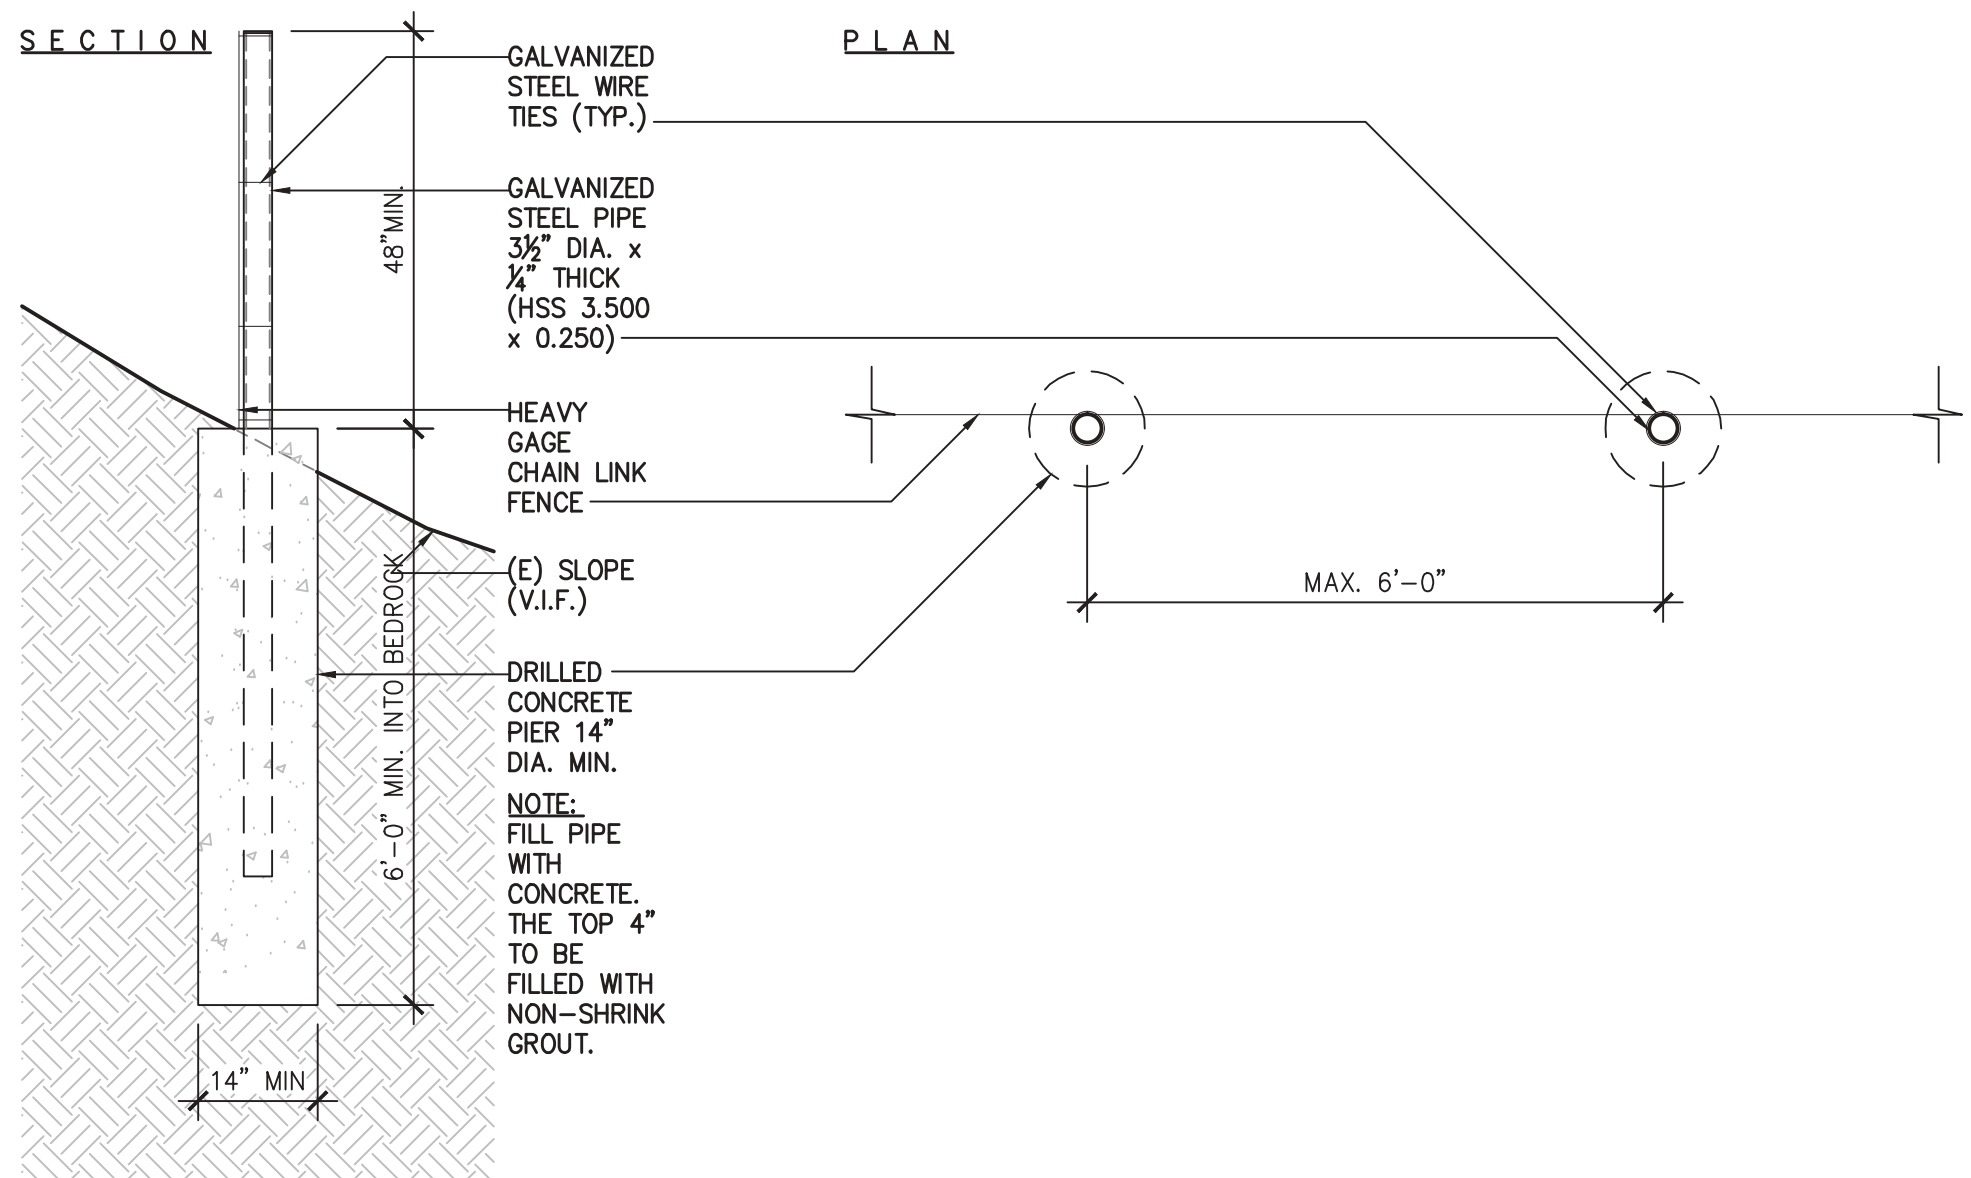 SECTION
PLAN
GALVANIZED
STEEL WIRE
TIES (TYP.)
GALVANIZED
STEEL PIPE
3½” DIA. x
¼” THICK
(HSS 3.500
x 0.250)
48”MIN.
HEAVY
GAGE
CHAIN LINK
FENCE
(E) SLOPE
(V.I.F.)
6’–0” MIN. INTO BEDROCK
MAX. 6’–0”
DRILLED
CONCRETE
PIER 14”
DIA. MIN.
NOTE:
FILL PIPE
WITH
CONCRETE.
THE TOP 4”
TO BE
FILLED WITH
NON–SHRINK
GROUT.
14” MIN